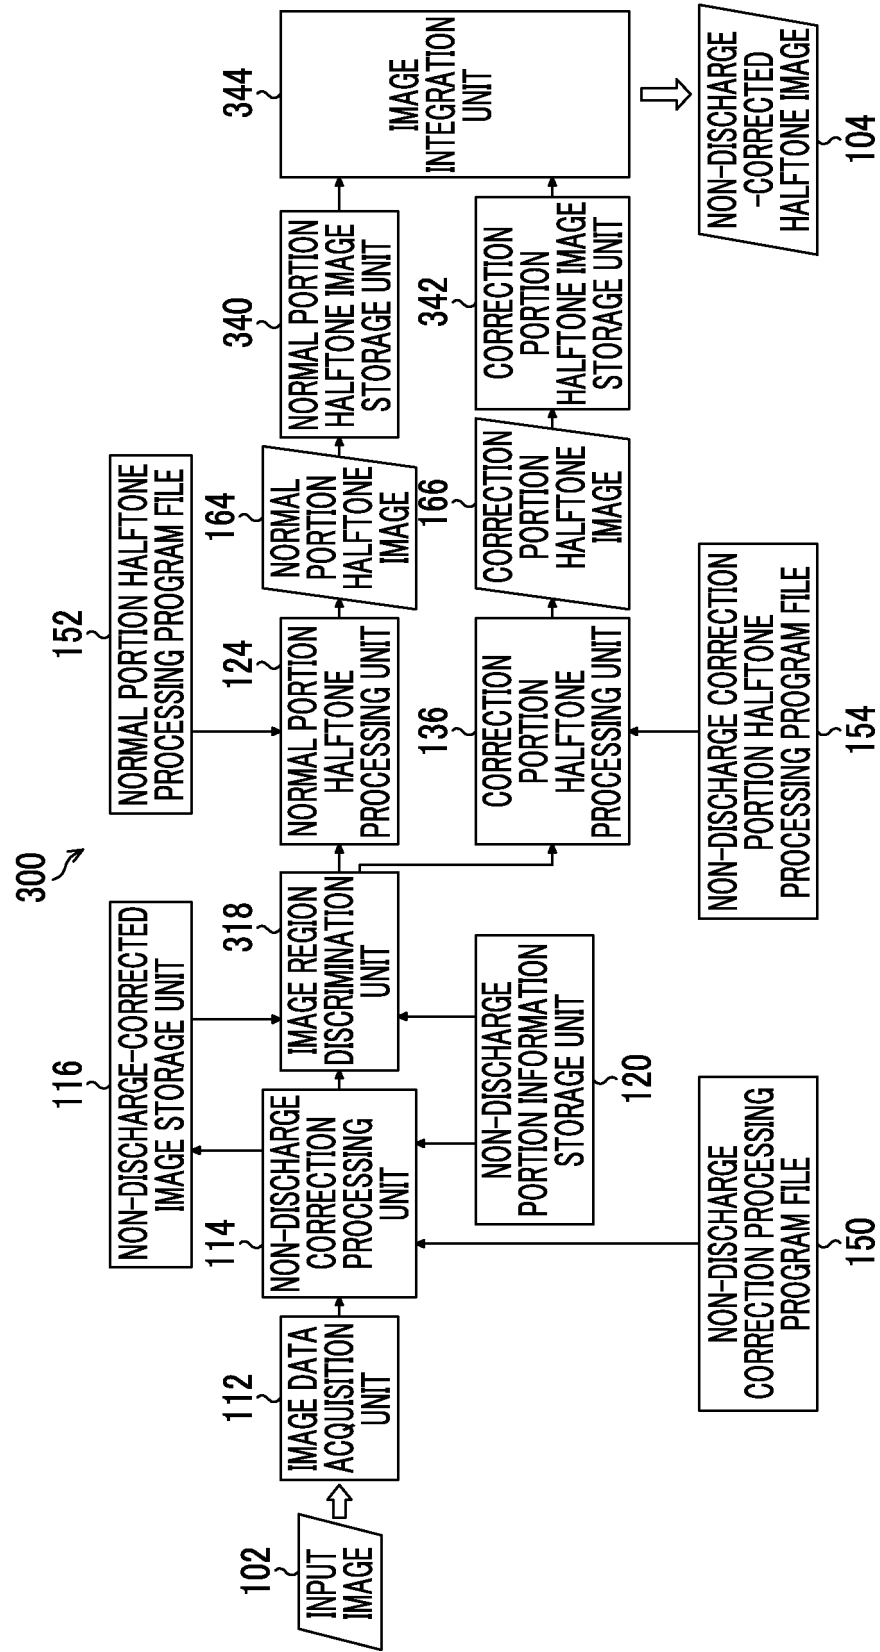 300
102
INPUT
IMAGE
112
IMAGE DATA
ACQUISITION
UNIT
114
NON-DISCHARGE
CORRECTION
PROCESSING
UNIT
116
NON-DISCHARGE-CORRECTED
IMAGE STORAGE UNIT
318
IMAGE REGION
DISCRIMINATION
UNIT
120
NON-DISCHARGE
PORTION INFORMATION
STORAGE UNIT
150
NON-DISCHARGE
CORRECTION PROCESSING
PROGRAM FILE
152
NORMAL PORTION HALFTONE
PROCESSING PROGRAM FILE
124
NORMAL PORTION
HALFTONE
PROCESSING UNIT
136
CORRECTION
PORTION
HALFTONE
PROCESSING UNIT
154
NON-DISCHARGE CORRECTION
PORTION HALFTONE
PROCESSING PROGRAM FILE
164
NORMAL
PORTION
HALFTONE
IMAGE
166
CORRECTION
PORTION
HALFTONE
IMAGE
340
NORMAL PORTION
HALFTONE IMAGE
STORAGE UNIT
342
CORRECTION
PORTION
HALFTONE IMAGE
STORAGE UNIT
344
IMAGE
INTEGRATION
UNIT
NON-DISCHARGE
-CORRECTED
HALFTONE IMAGE
104